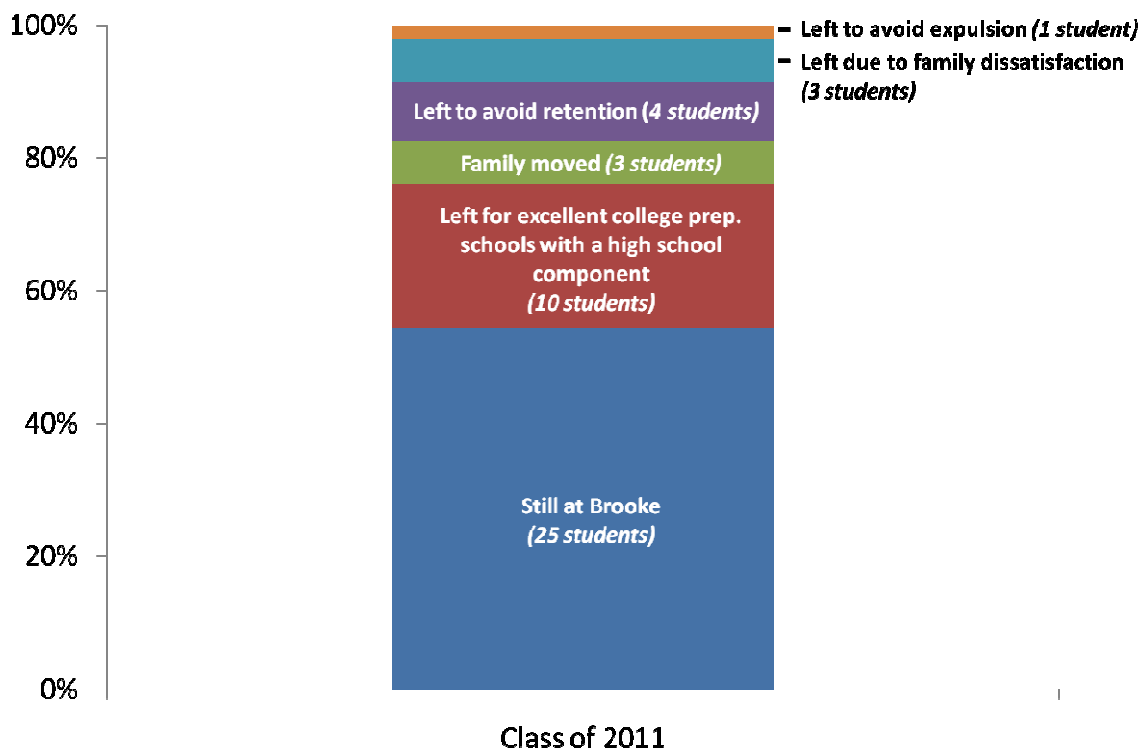 100%
80%
60%
40%
20%
0%
Left to avoid expulsion (1 student)
Left due to family dissatisfaction
(3 students)
Left to avoid retention (4 students)
Family moved (3 students)
Left for excellent college prep.
schools with a high school
component
(10 students)
Still at Brooke
(25 students)
Class of 2011